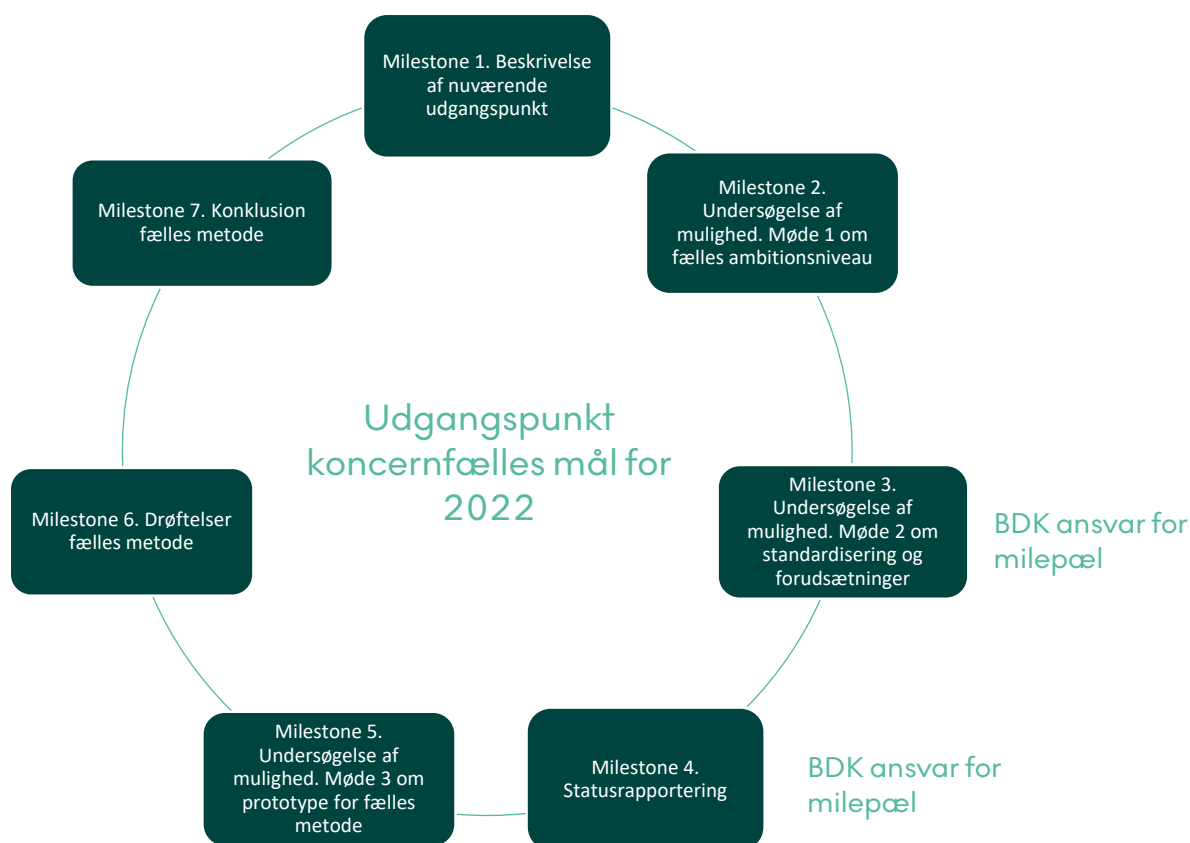 Milestone 1. Beskrivelse
af nuværende
udgangspunkt
Milestone 2.
Undersøgelse af
mulighed. Møde 1 om
fælles ambitionsniveau
Milestone 3.
Undersøgelse af
mulighed. Møde 2 om
standardisering og
forudsætninger
BDK ansvar for
milepæl
Milestone 4.
Statusrapportering
BDK ansvar for
milepæl
Milestone 5.
Undersøgelse af
mulighed. Møde 3 om
prototype for fælles
metode
Milestone 6. Drøftelser
fælles metode
Milestone 7. Konklusion
fælles metode
Udgangspunkt
koncernfælles mål for
2022